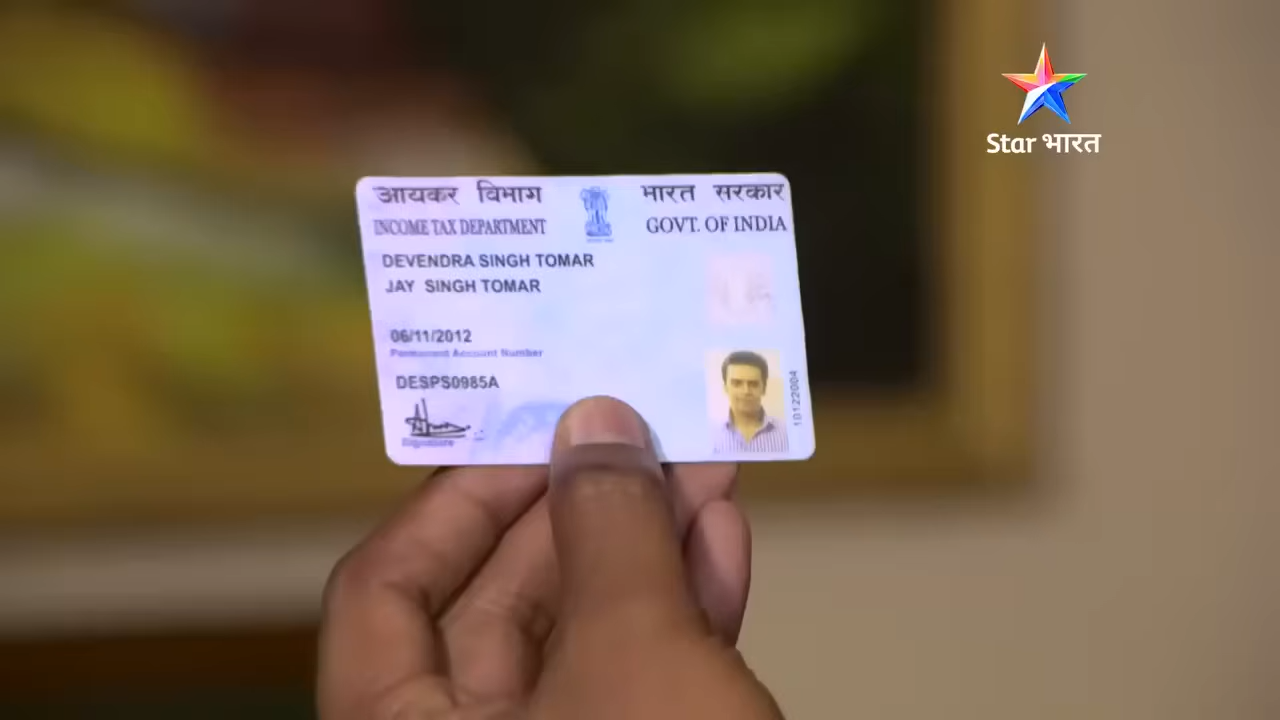 Star भारत
आयकर विभाग भारत सरकार
INCOME TAX DEPARTMENT GOVT. OF INDIA
DEVENDRA SINGH TOMAR
JAY SINGH TOMAR
06/11/2012
Permanent Account Number
DESPS0985A
Signature
10122004